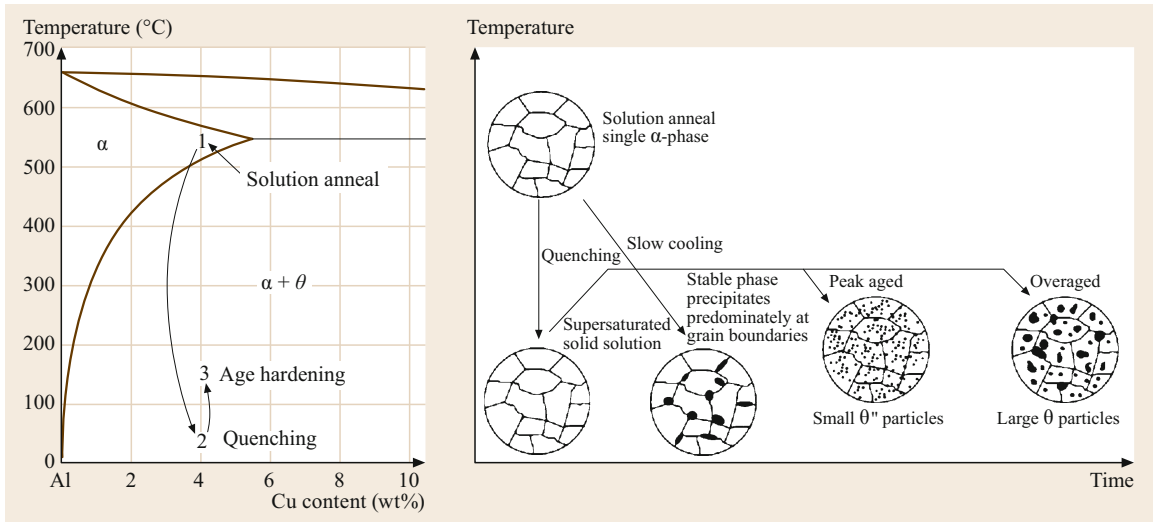 Temperature (°C)
700
600
500
400
300
200
100
0
Al
2
4
6
8
10
Cu content (wt%)
α
1
Solution anneal
α + θ
3 Age hardening
2 Quenching
Temperature
Solution anneal
single α-phase
Quenching
Slow cooling
Supersaturated
solid solution
Stable phase
precipitates
predominately at
grain boundaries
Peak aged
Small θ" particles
Overaged
Large θ particles
Time